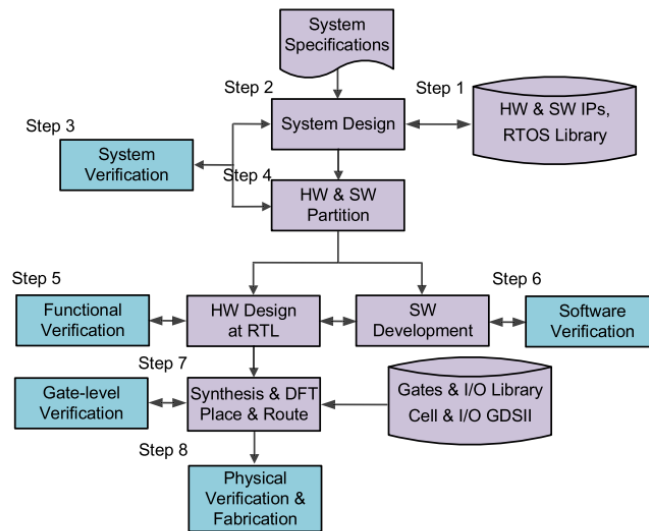 System
Specifications
Step 2
Step 1
System Design
HW & SW IPs,
RTOS Library
Step 3
System
Verification
Step 4
HW & SW
Partition
Step 5
Functional
Verification
HW Design
at RTL
SW
Development
Step 6
Software
Verification
Step 7
Gate-level
Verification
Synthesis & DFT
Place & Route
Gates & I/O Library
Cell & I/O GDSII
Step 8
Physical
Verification &
Fabrication